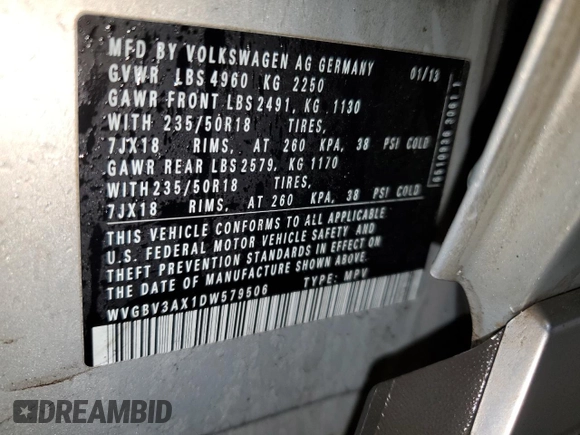 MFD BY VOLKSWAGEN AG GERMANY 01/13
GVWR LBS 4960 KG 2250
GAWR FRONT LBS 2491, KG 1130
WITH 235/50R18 TIRES,
7JX18 RIMS, AT 260 KPA, 38 PSI COLD
GAWR REAR LBS 2579, KG 1170
WITH 235/50R18 TIRES,
7JX18 RIMS, AT 260 KPA, 38 PSI COLD
THIS VEHICLE CONFORMS TO ALL APPLICABLE
U.S. FEDERAL MOTOR VEHICLE SAFETY AND
THEFT PREVENTION STANDARDS IN EFFECT ON
THE DATE OF MANUFACTURE SHOWN ABOVE.
WVGBV3AX1DW579506 TYPE: MPV
DREAMBID